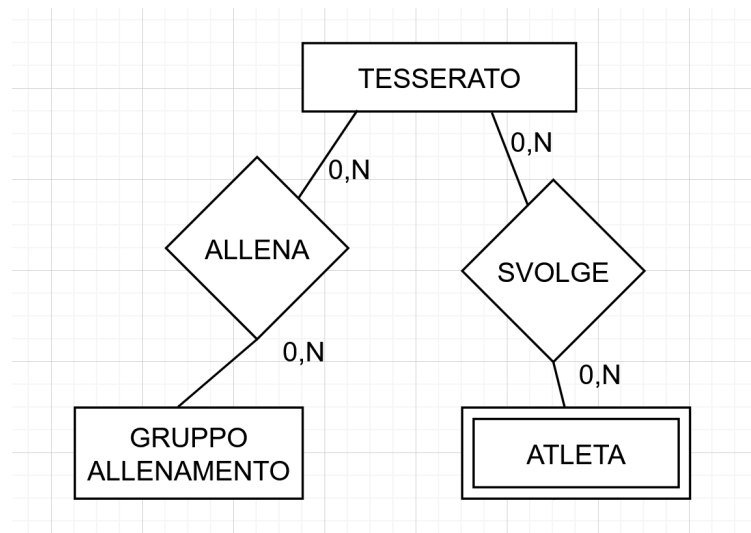 TESSERATO
0,N
0,N
ALLENA
SVOLGE
0,N
0,N
GRUPPO
ALLENAMENTO
ATLETA